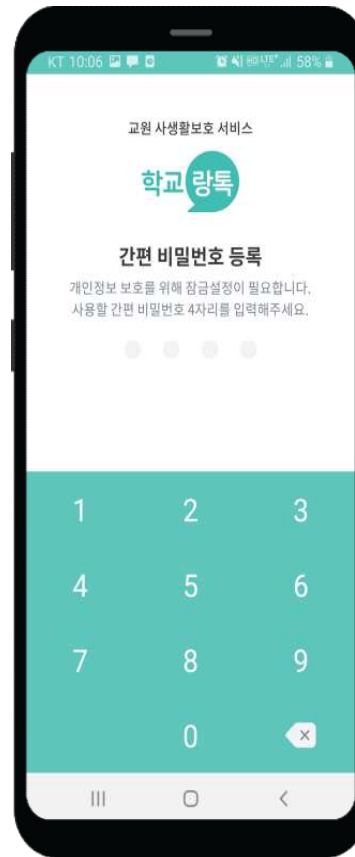 KT 10:06 58%
교원 사생활보호 서비스
학교랑톡
간편 비밀번호 등록
개인정보 보호를 위해 잠금설정이 필요합니다.
사용할 간편 비밀번호 4자리를 입력해주세요.
1 2 3
4 5 6
7 8 9
0